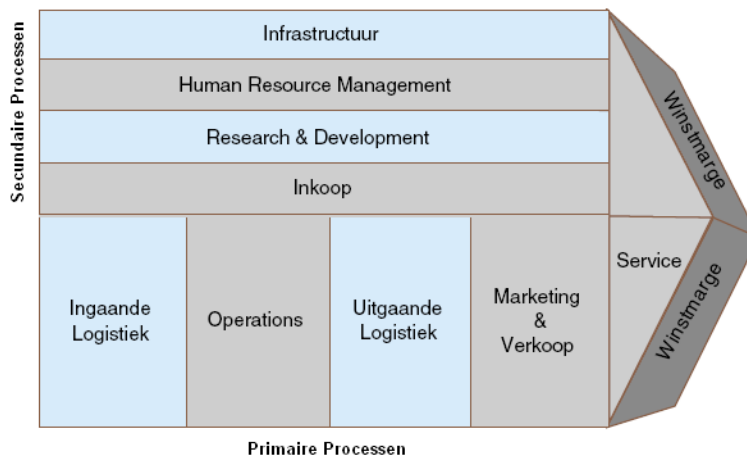 Secundaire Processen
Infrastructuur
Human Resource Management
Research & Development
Inkoop
Winstmarge
Ingaande
Logistiek
Operations
Uitgaande
Logistiek
Marketing
&
Verkoop
Service
Winstmarge
Primaire Processen